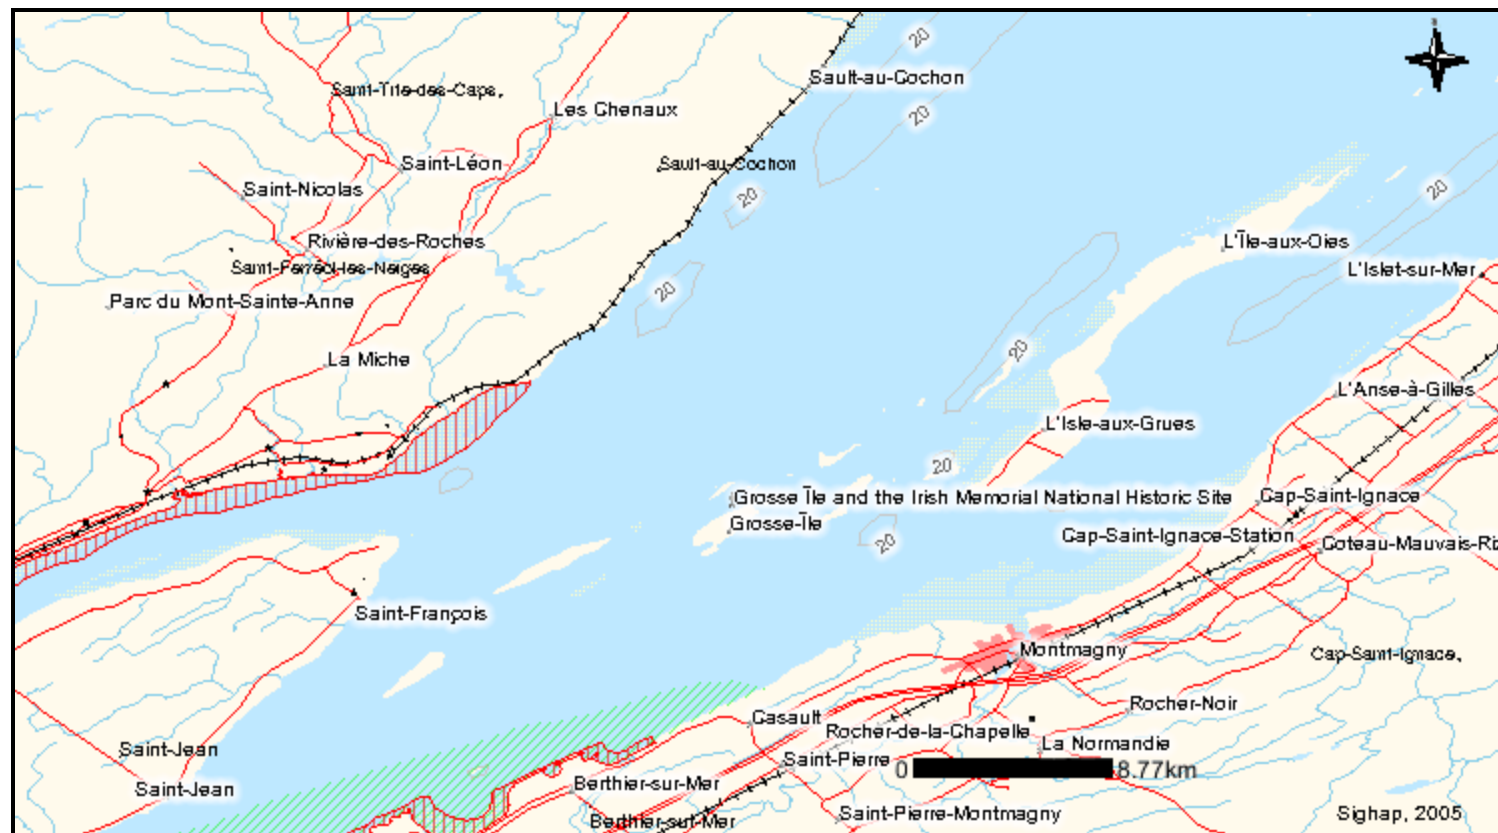 20
Sault-au-Cochon
Saint-Tite-des-Caps
Les Chenaux
20
Saint-Léon
Sault-au-Cochon
Saint-Nicolas
20
20
Rivière-des-Roches
L'Île-aux-Oies
Saint-Ferréol-les-Neiges
L'Islet-sur-Mer
Parc du Mont-Sainte-Anne
20
La Miche
20
L'Anse-à-Gilles
L'Isle-aux-Grues
20
Grosse Île and the Irish Memorial National Historic Site
Cap-Saint-Ignace
Grosse-Île
Cap-Saint-Ignace-Station
20
Coteau-Mauvais-Ri
Saint-François
Montmagny
Cap-Saint-Ignace
Rocher-Noir
Casault
Rocher-de-la-Chapelle
La Normandie
Saint-Jean
Saint-Pierre
0 8.77km
Berthier-sur-Mer
Saint-Jean
Saint-Pierre-Montmagny
Sighap, 2005
Berthier-sur-Mer